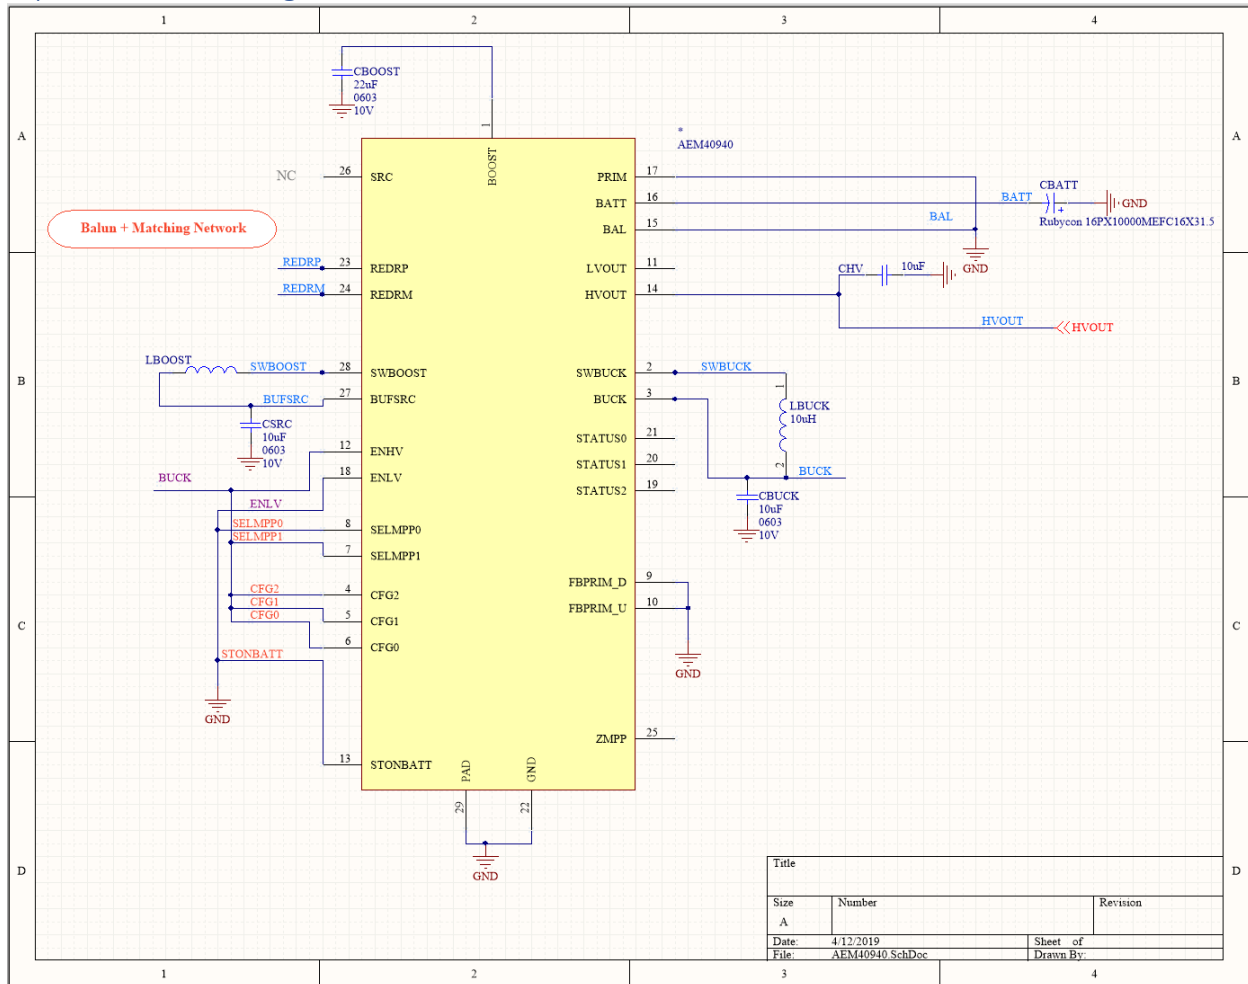 1 2 3 4
CBOOST
22uF
0603
10V
1
A A
*
AEM40940
BOOST
NC 26 SRC
PRIM 17
BATT 16
BATT
CBATT
+
GND
Rubycon 16PX10000MEFC16X31.5
Balun + Matching Network
BAL 15
BAL
GND
REDRP 23 REDRP
LVOUT 11
CHV 10uF
REDRM 24 REDRM
HVOUT 14
HVOUT
HVOUT
LBOOST
SWBOOST 28 SWBOOST
SWBUCK 2 SWBUCK
B B
BUFSRC 27 BUFSRC
BUCK 3
1
LBUCK
10uH
2
BUCK
CSRC
10uF
0603
10V
12 ENHV
STATUS0 21
STATUS1 20
STATUS2 19
BUCK
18 ENLV
ENLV
CBUCK
10uF
0603
10V
SELMPP0 8 SELMPP0
SELMPP1 7 SELMPP1
CFG2 4 CFG2
CFG1 5 CFG1
CFG0 6 CFG0
FBPRIM_D 9
FBPRIM_U 10
C C
STONBATT
GND
GND
ZMPP 25
13 STONBATT
PAD GND
29 22
GND
D D
Title
Size Number Revision
A
Date: 4/12/2019 Sheet of
File: AEM40940.SchDoc Drawn By:
1 2 3 4